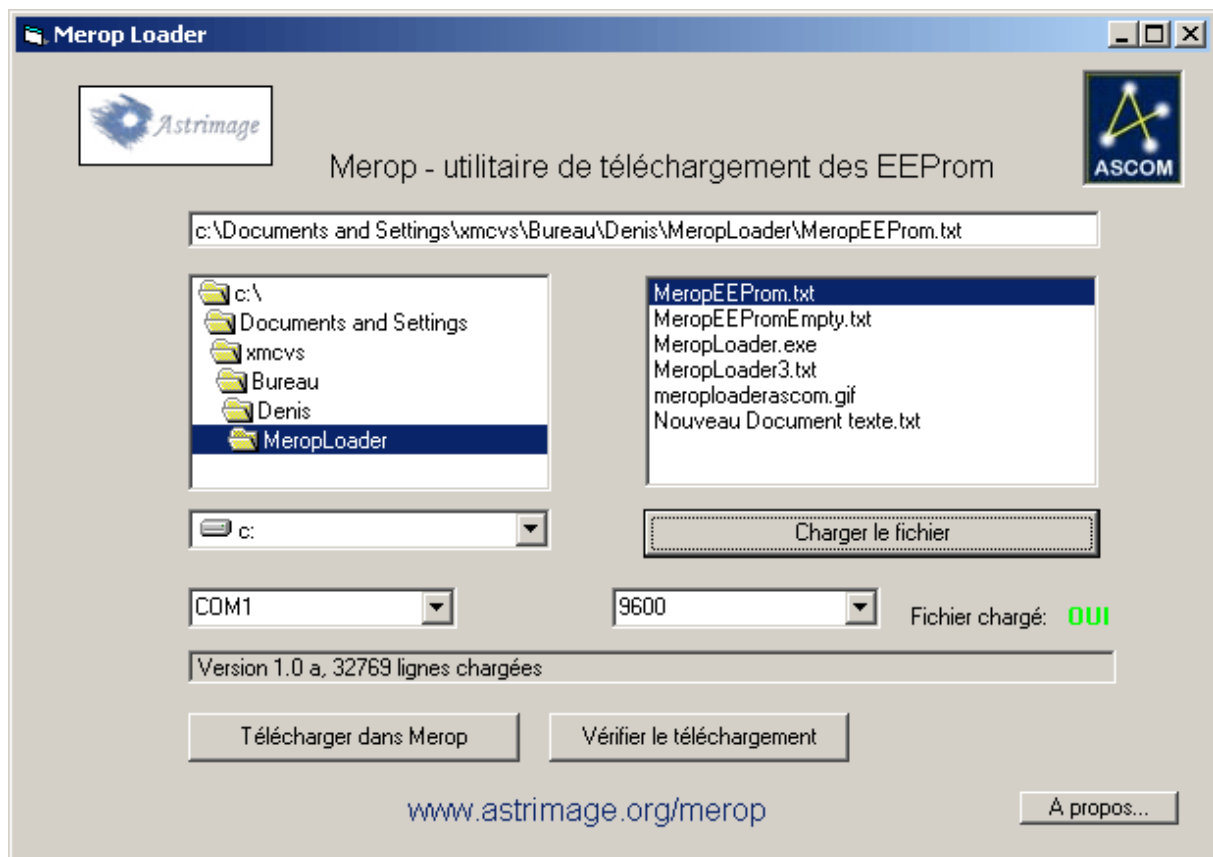 Merop Loader
Astrimage
ASCOM
Merop - utilitaire de téléchargement des EEProm
c:\Documents and Settings\xmcvs\Bureau\Denis\MeropLoader\MeropEEProm.txt
c:\
Documents and Settings
xmcvs
Bureau
Denis
MeropLoader
MeropEEProm.txt
MeropEEPromEmpty.txt
MeropLoader.exe
MeropLoader3.txt
meroploaderascom.gif
Nouveau Document texte.txt
c:
Charger le fichier
COM1
9600
Fichier chargé: OUI
Version 1.0 a, 32769 lignes chargées
Télécharger dans Merop
Vérifier le téléchargement
www.astrimage.org/merop
A propos...